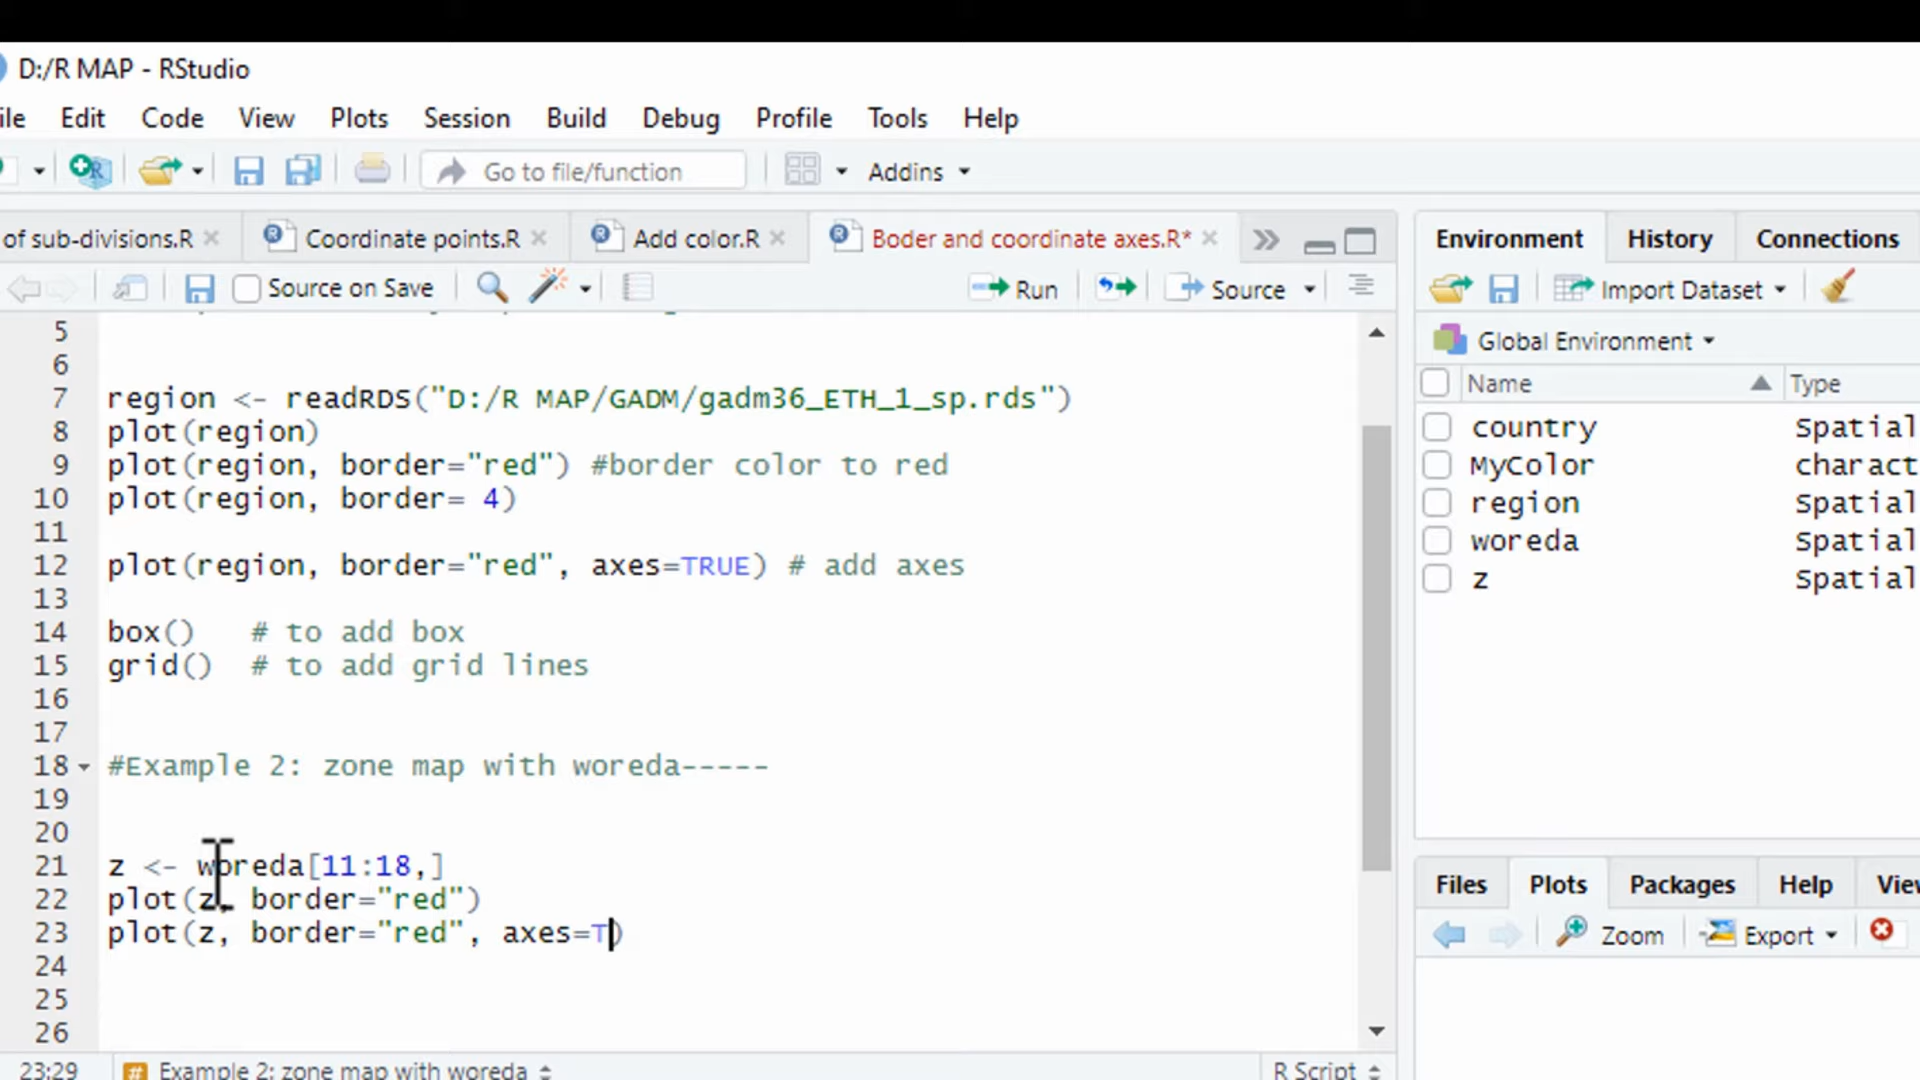 D:/R MAP - RStudio
ile Edit Code View Plots Session Build Debug Profile Tools Help
Go to file/function Addins
of sub-divisions.R Coordinate points.R Add color.R Boder and coordinate axes.R*
Source on Save Run Source
5
6
7 region <- readRDS("D:/R MAP/GADM/gadm36_ETH_1_sp.rds")
8 plot(region)
9 plot(region, border="red") #border color to red
10 plot(region, border= 4)
11
12 plot(region, border="red", axes=TRUE) # add axes
13
14 box() # to add box
15 grid() # to add grid lines
16
17
18 #Example 2: zone map with woreda-----
19
20
21 z <- woreda[11:18,]
22 plot(z, border="red")
23 plot(z, border="red", axes=T)
24
25
26
23:29 # Example 2: zone map with woreda R Script
Environment History Connections
Import Dataset
Global Environment
Name Type
country Spatial
MyColor charact
region Spatial
woreda Spatial
z Spatial
Files Plots Packages Help View
Zoom Export